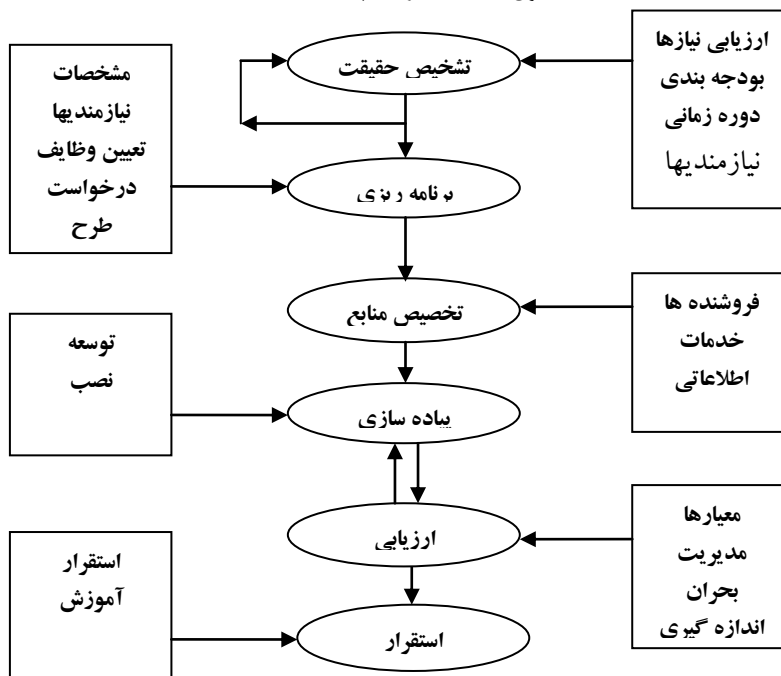 تشخیص حقیقت
ارزیابی نیازها
بودجه بندی
دوره زمانی
نیازمندیها
مشخصات
نیازمندیها
تعیین وظایف
درخواست
طرح
برنامه ریزی
تخصیص منابع
فروشنده ها
خدمات
اطلاعاتی
توسعه
نصب
پیاده سازی
ارزیابی
معیارها
مدیریت
بحران
اندازه گیری
استقرار
آموزش
استقرار